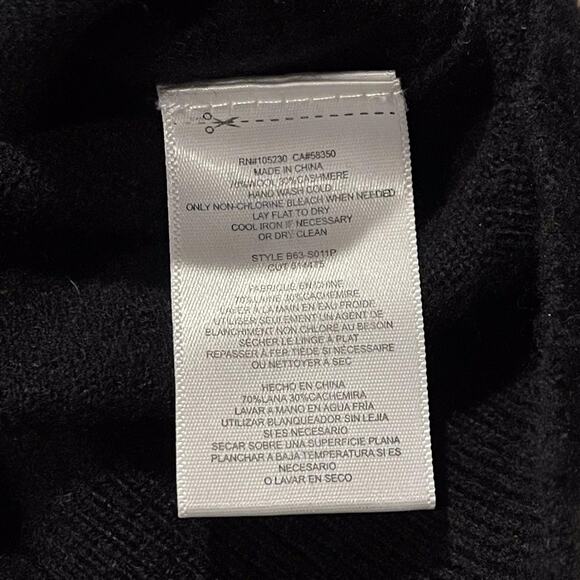 RN#105230 CA#58350
MADE IN CHINA
70%WOOL 30%CASHMERE
HAND WASH COLD
ONLY NON-CHLORINE BLEACH WHEN NEEDED
LAY FLAT TO DRY
COOL IRON IF NECESSARY
OR DRY CLEAN
STYLE B63-S011P
CUT
FABRIQUÉ EN CHINE
70%LAINE 30%CACHEMIRE
LAVER À LA MAIN EN EAU FROIDE
UTILISER SEULEMENT UN AGENT DE
BLANCHIMENT NON CHLORÉ AU BESOIN
SÉCHER LE LINGE À PLAT
REPASSER À FER TIÈDE SI NÉCESSAIRE
OU NETTOYER À SEC
HECHO EN CHINA
70%LANA 30%CACHEMIRA
LAVAR A MANO EN AGUA FRÍA
UTILIZAR BLANQUEADOR SIN LEJIA
SI ES NECESARIO
SECAR SOBRE UNA SUPERFICIE PLANA
PLANCHAR A BAJA TEMPERATURA SI ES
NECESARIO
O LAVAR EN SECO